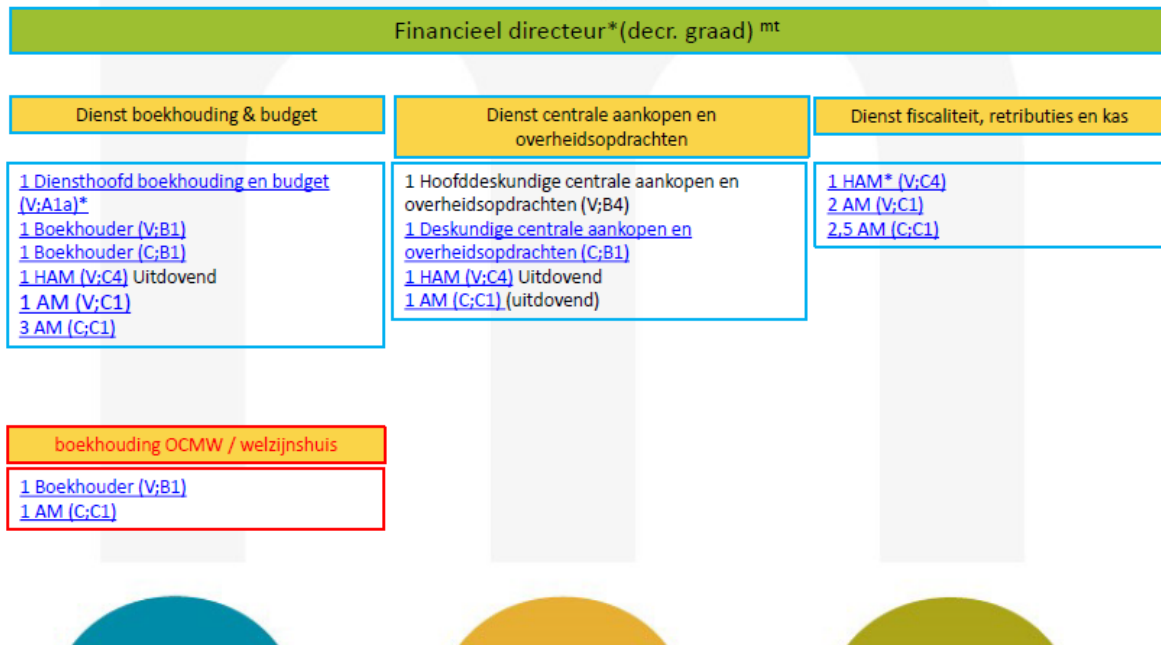 Financieel directeur*(decr. graad) mt
Dienst boekhouding & budget
1 Diensthoofd boekhouding en budget
(V;A1a)*
1 Boekhouder (V;B1)
1 Boekhouder (C;B1)
1 HAM (V;C4) Uitdovend
1 AM (V;C1)
3 AM (C;C1)
Dienst centrale aankopen en
overheidsopdrachten
1 Hoofddeskundige centrale aankopen en
overheidsopdrachten (V;B4)
1 Deskundige centrale aankopen en
overheidsopdrachten (C;B1)
1 HAM (V;C4) Uitdovend
1 AM (C;C1) (uitdovend)
Dienst fiscaliteit, retributies en kas
1 HAM* (V;C4)
2 AM (V;C1)
2,5 AM (C;C1)
boekhouding OCMW / welzijnshuis
1 Boekhouder (V;B1)
1 AM (C;C1)